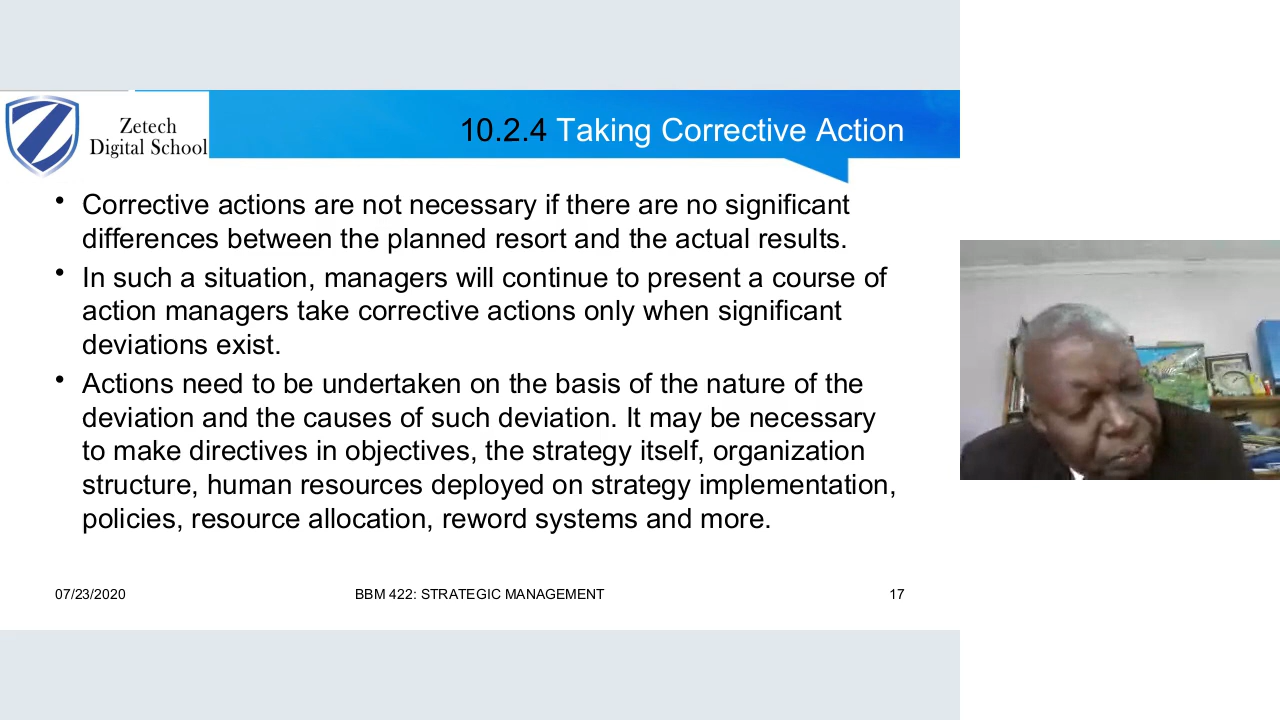 Zetech
Digital School
10.2.4 Taking Corrective Action
• Corrective actions are not necessary if there are no significant
differences between the planned resort and the actual results.
• In such a situation, managers will continue to present a course of
action managers take corrective actions only when significant
deviations exist.
• Actions need to be undertaken on the basis of the nature of the
deviation and the causes of such deviation. It may be necessary
to make directives in objectives, the strategy itself, organization
structure, human resources deployed on strategy implementation,
policies, resource allocation, reword systems and more.
07/23/2020
BBM 422: STRATEGIC MANAGEMENT
17